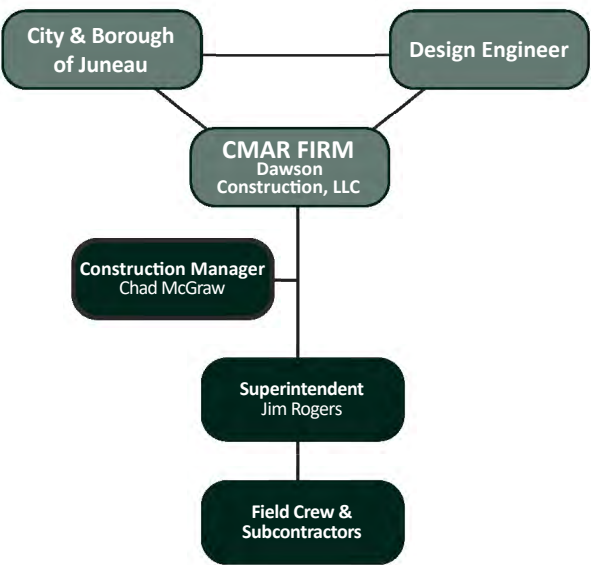 City & Borough
of Juneau
Design Engineer
CMAR FIRM
Dawson
Construction, LLC
Construction Manager
Chad McGraw
Superintendent
Jim Rogers
Field Crew &
Subcontractors